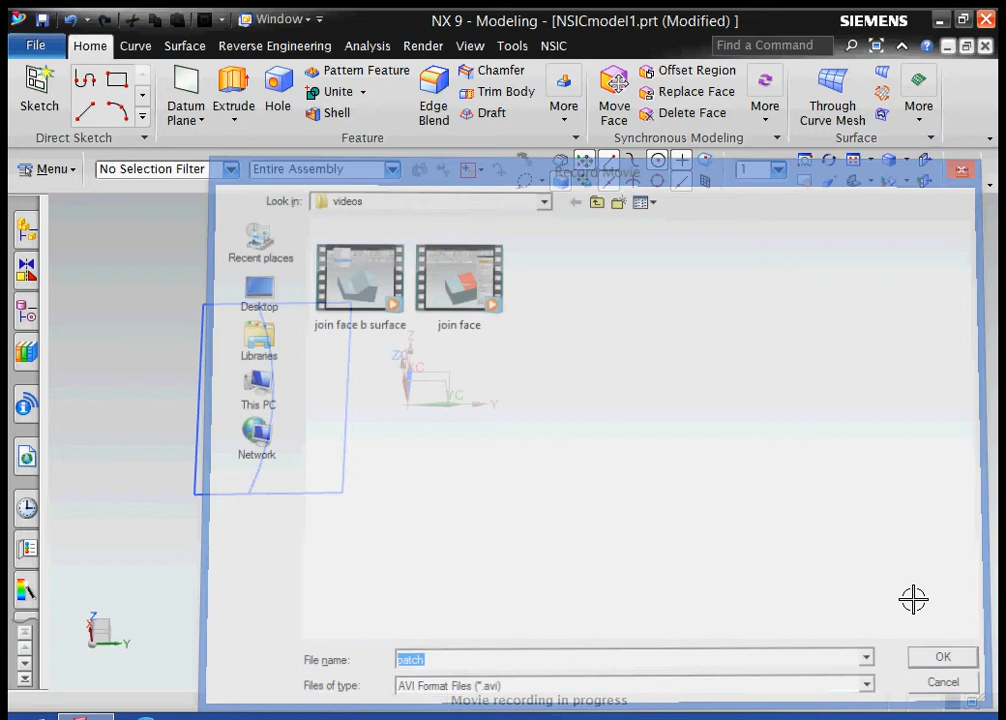 Window
NX 9 - Modeling - [NSICmodel1.prt (Modified) ]
SIEMENS
File
Home
Curve
Surface
Reverse Engineering
Analysis
Render
View
Tools
NSIC
Find a Command
Sketch
Datum Plane
Extrude
Hole
Pattern Feature
Unite
Shell
Edge Blend
Chamfer
Trim Body
Draft
More
Move Face
Offset Region
Replace Face
Delete Face
More
Through Curve Mesh
More
Direct Sketch
Feature
Synchronous Modeling
Surface
Menu
No Selection Filter
Entire Assembly
1
Record Movie
Look in:
videos
Recent places
Desktop
Libraries
This PC
Network
join face b surface
join face
Z
ZC
XC
YC
Y
Z
X
Y
File name:
patch
OK
Files of type:
AVI Format Files (*.avi)
Cancel
Movie recording in progress